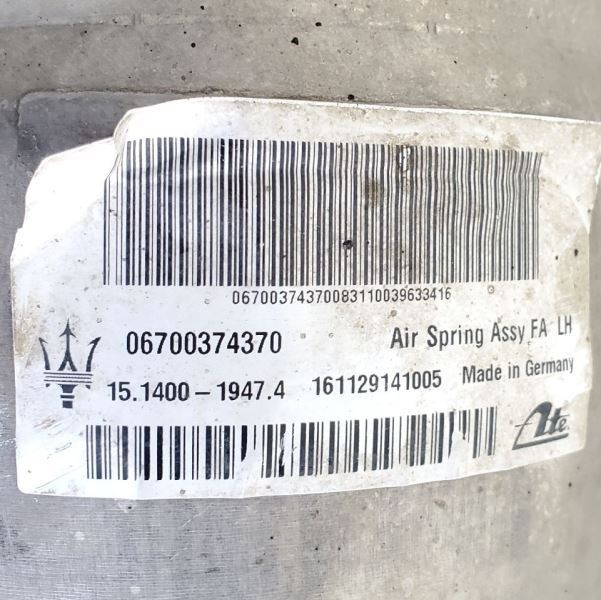 06700374370083110039633416
06700374370 Air Spring Assy FA LH
15.1400-1947.4 161129141005 Made in Germany
Ate